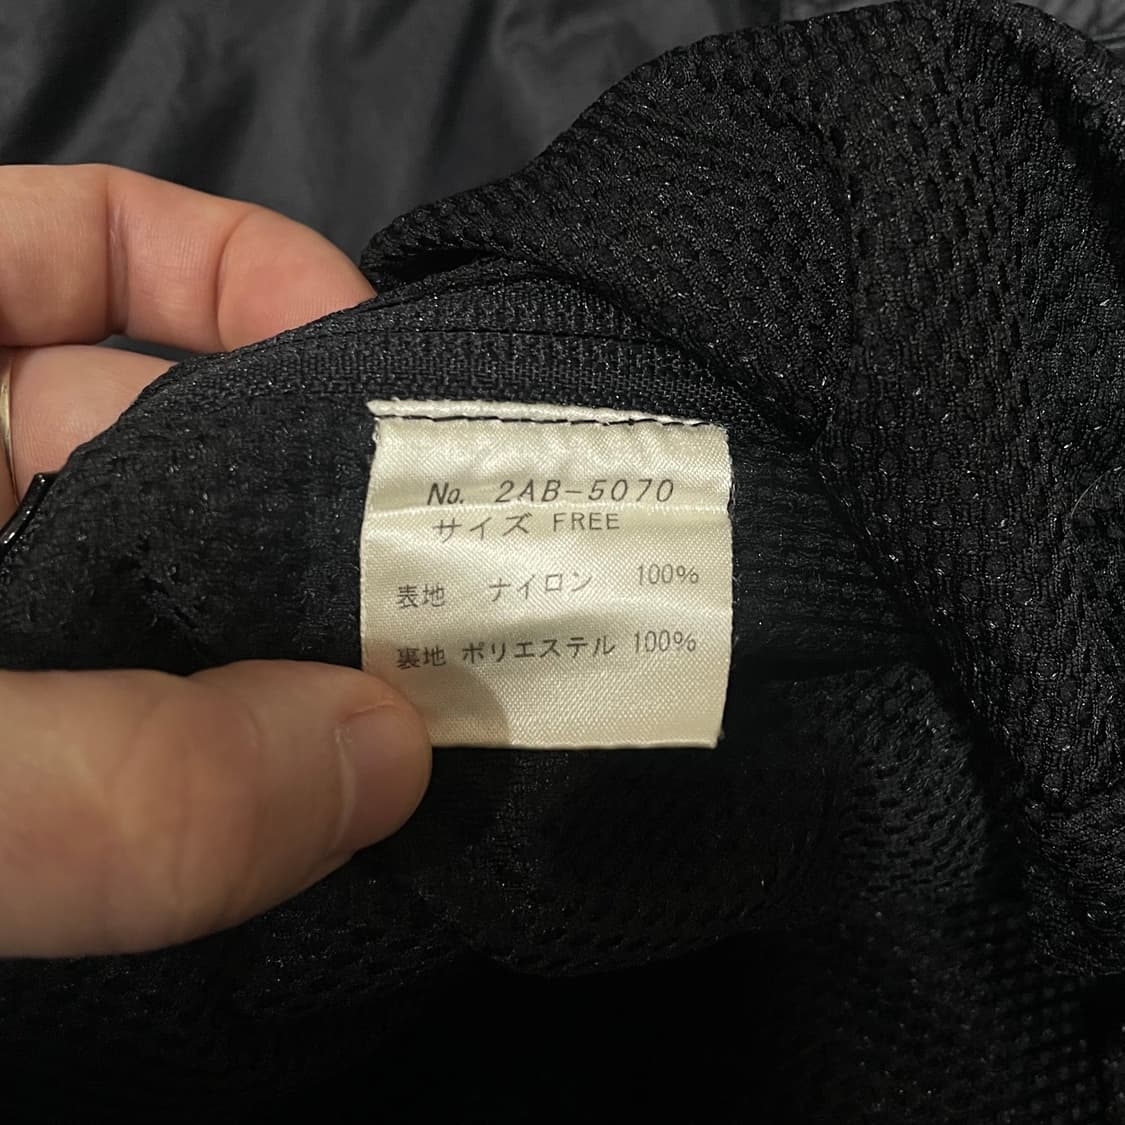 No. 2AB-5070
サイズ FREE
表地 ナイロン 100%
裏地 ポリエステル 100%